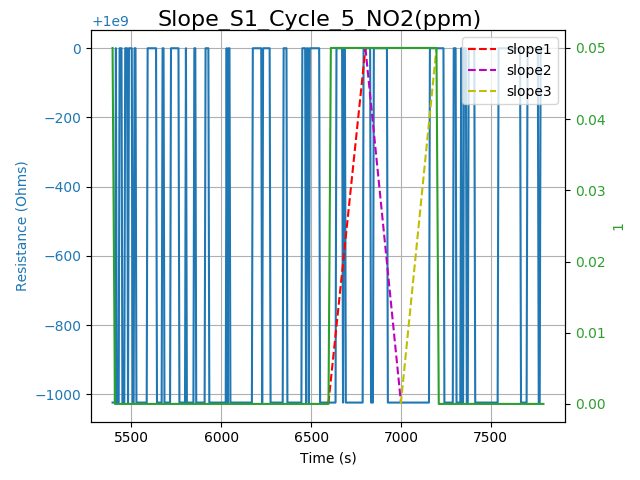 Slope_S1_Cycle_5_NO2(ppm)
+1e9
0
−200
−400
−600
−800
−1000
Resistance (Ohms)
5500
6000
6500
7000
7500
Time (s)
0.05
0.04
0.03
0.02
0.01
0.00
1
slope1
slope2
slope3